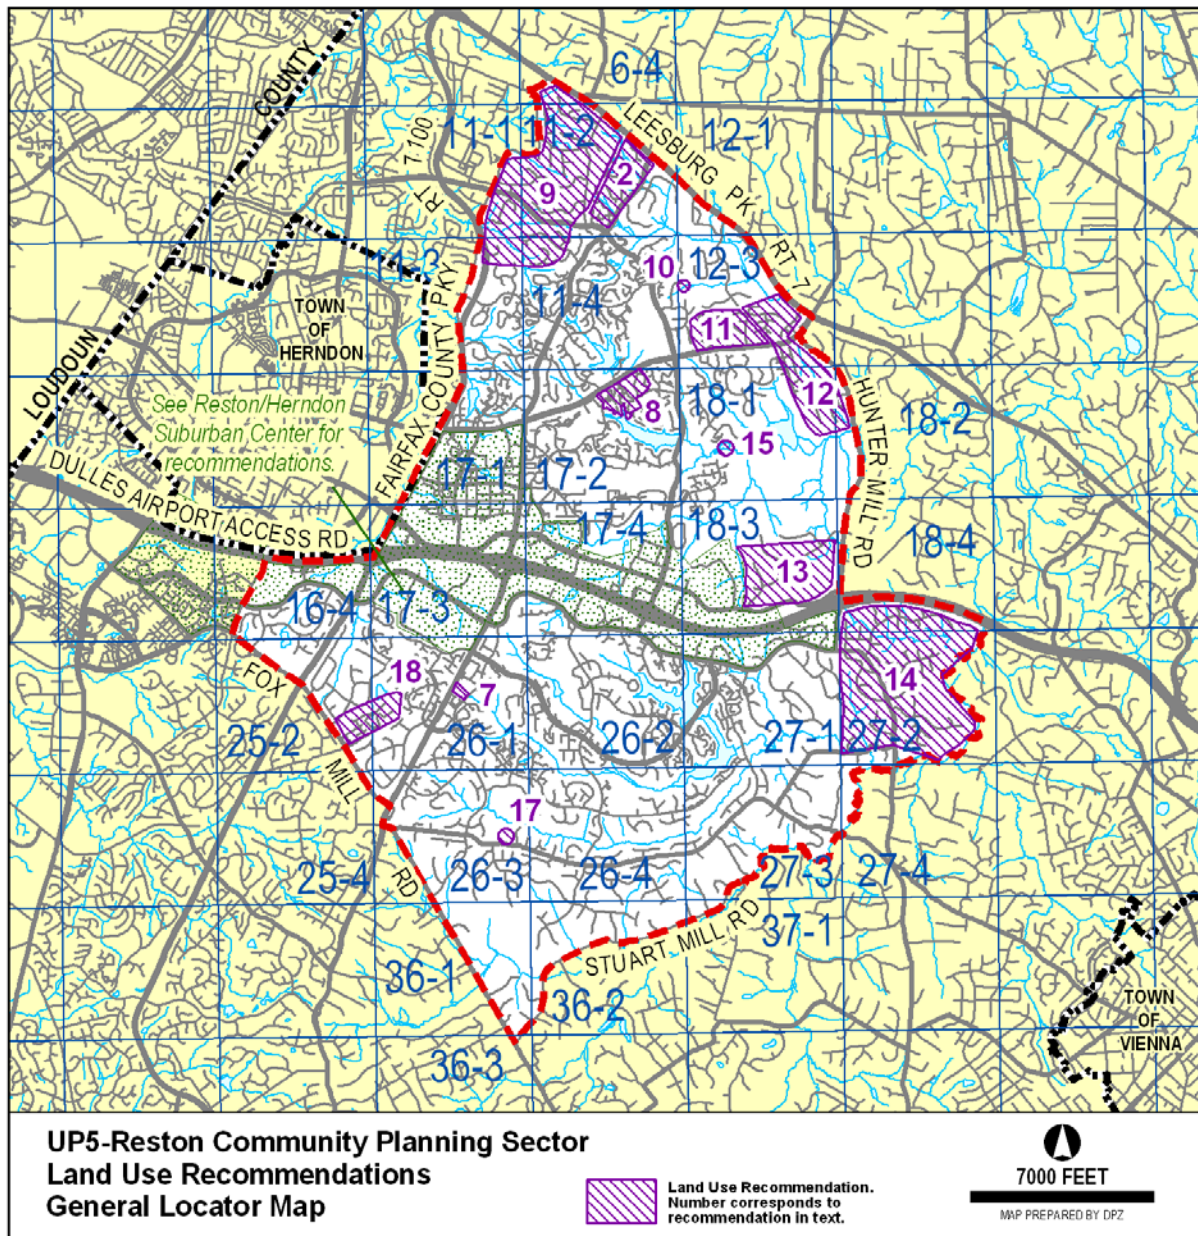 6-4
COUNTY
LEESBURG PK RT 7
11-1
11-2
12-1
RT 7100
2
9
12-3
10
11-4
TOWN
OF
HERNDON
FAIRFAX COUNTY PKY
11
LOUDOUN
HUNTER MILL RD
12
See Reston/Herndon
Suburban Center for
recommendations.
8
18-1
18-2
15
17-1
17-2
DULLES AIRPORT ACCESS RD
17-4
18-3
18-4
13
16-4
17-3
FOX MILL RD
18
7
14
25-2
26-1
26-2
27-1
27-2
17
25-4
26-3
26-4
27-3
27-4
STUART MILL RD
37-1
36-1
36-2
TOWN
OF
VIENNA
36-3
UP5-Reston Community Planning Sector
Land Use Recommendations
General Locator Map
Land Use Recommendation.
Number corresponds to
recommendation in text.
7000 FEET
MAP PREPARED BY DPZ